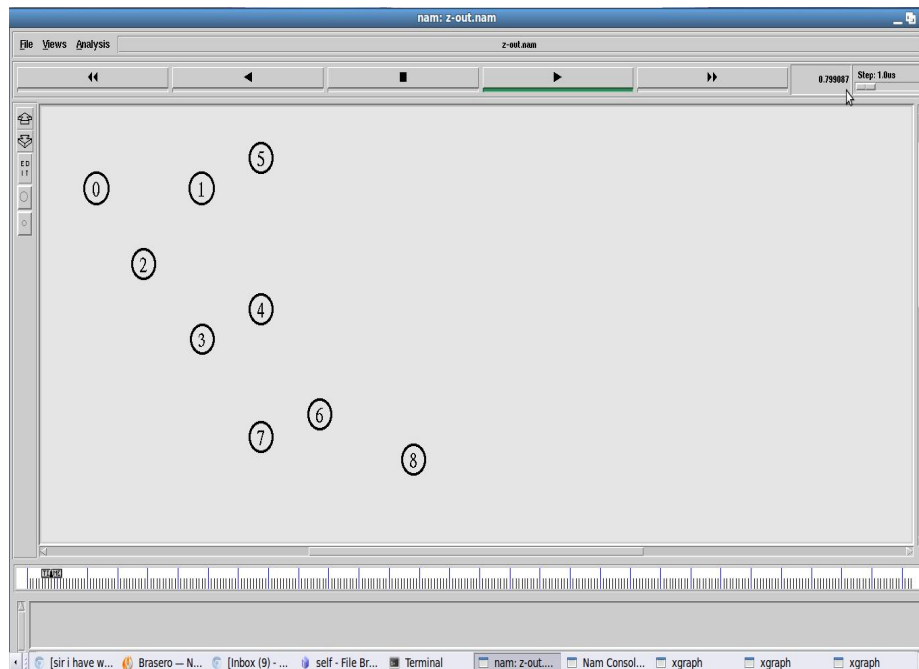 nam: z-out.nam
File Views Analysis z-out.nam
0.799087 Step: 1.0us
ED
IT
5
0 1
2
4
3
6
7
8
[sir i have w... Brasero — N... [Inbox (9) - ... self - File Br... Terminal nam: z-out.... Nam Consol... xgraph xgraph xgraph